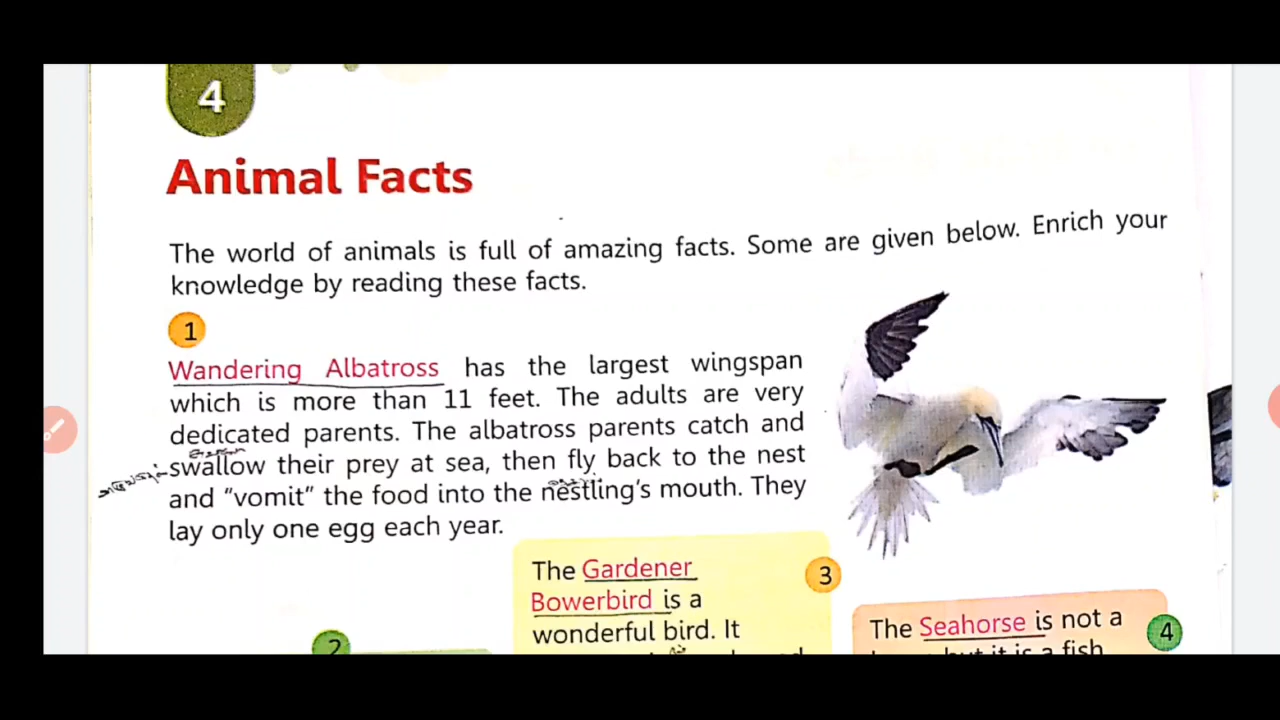 4
Animal Facts
The world of animals is full of amazing facts. Some are given below. Enrich your
knowledge by reading these facts.
1
Wandering Albatross has the largest wingspan
which is more than 11 feet. The adults are very
dedicated parents. The albatross parents catch and
swallow their prey at sea, then fly back to the nest
and “vomit” the food into the nestling's mouth. They
lay only one egg each year.
2
The Gardener
Bowerbird is a
wonderful bird. It
3
The Seahorse is not a
but it is a fish
4